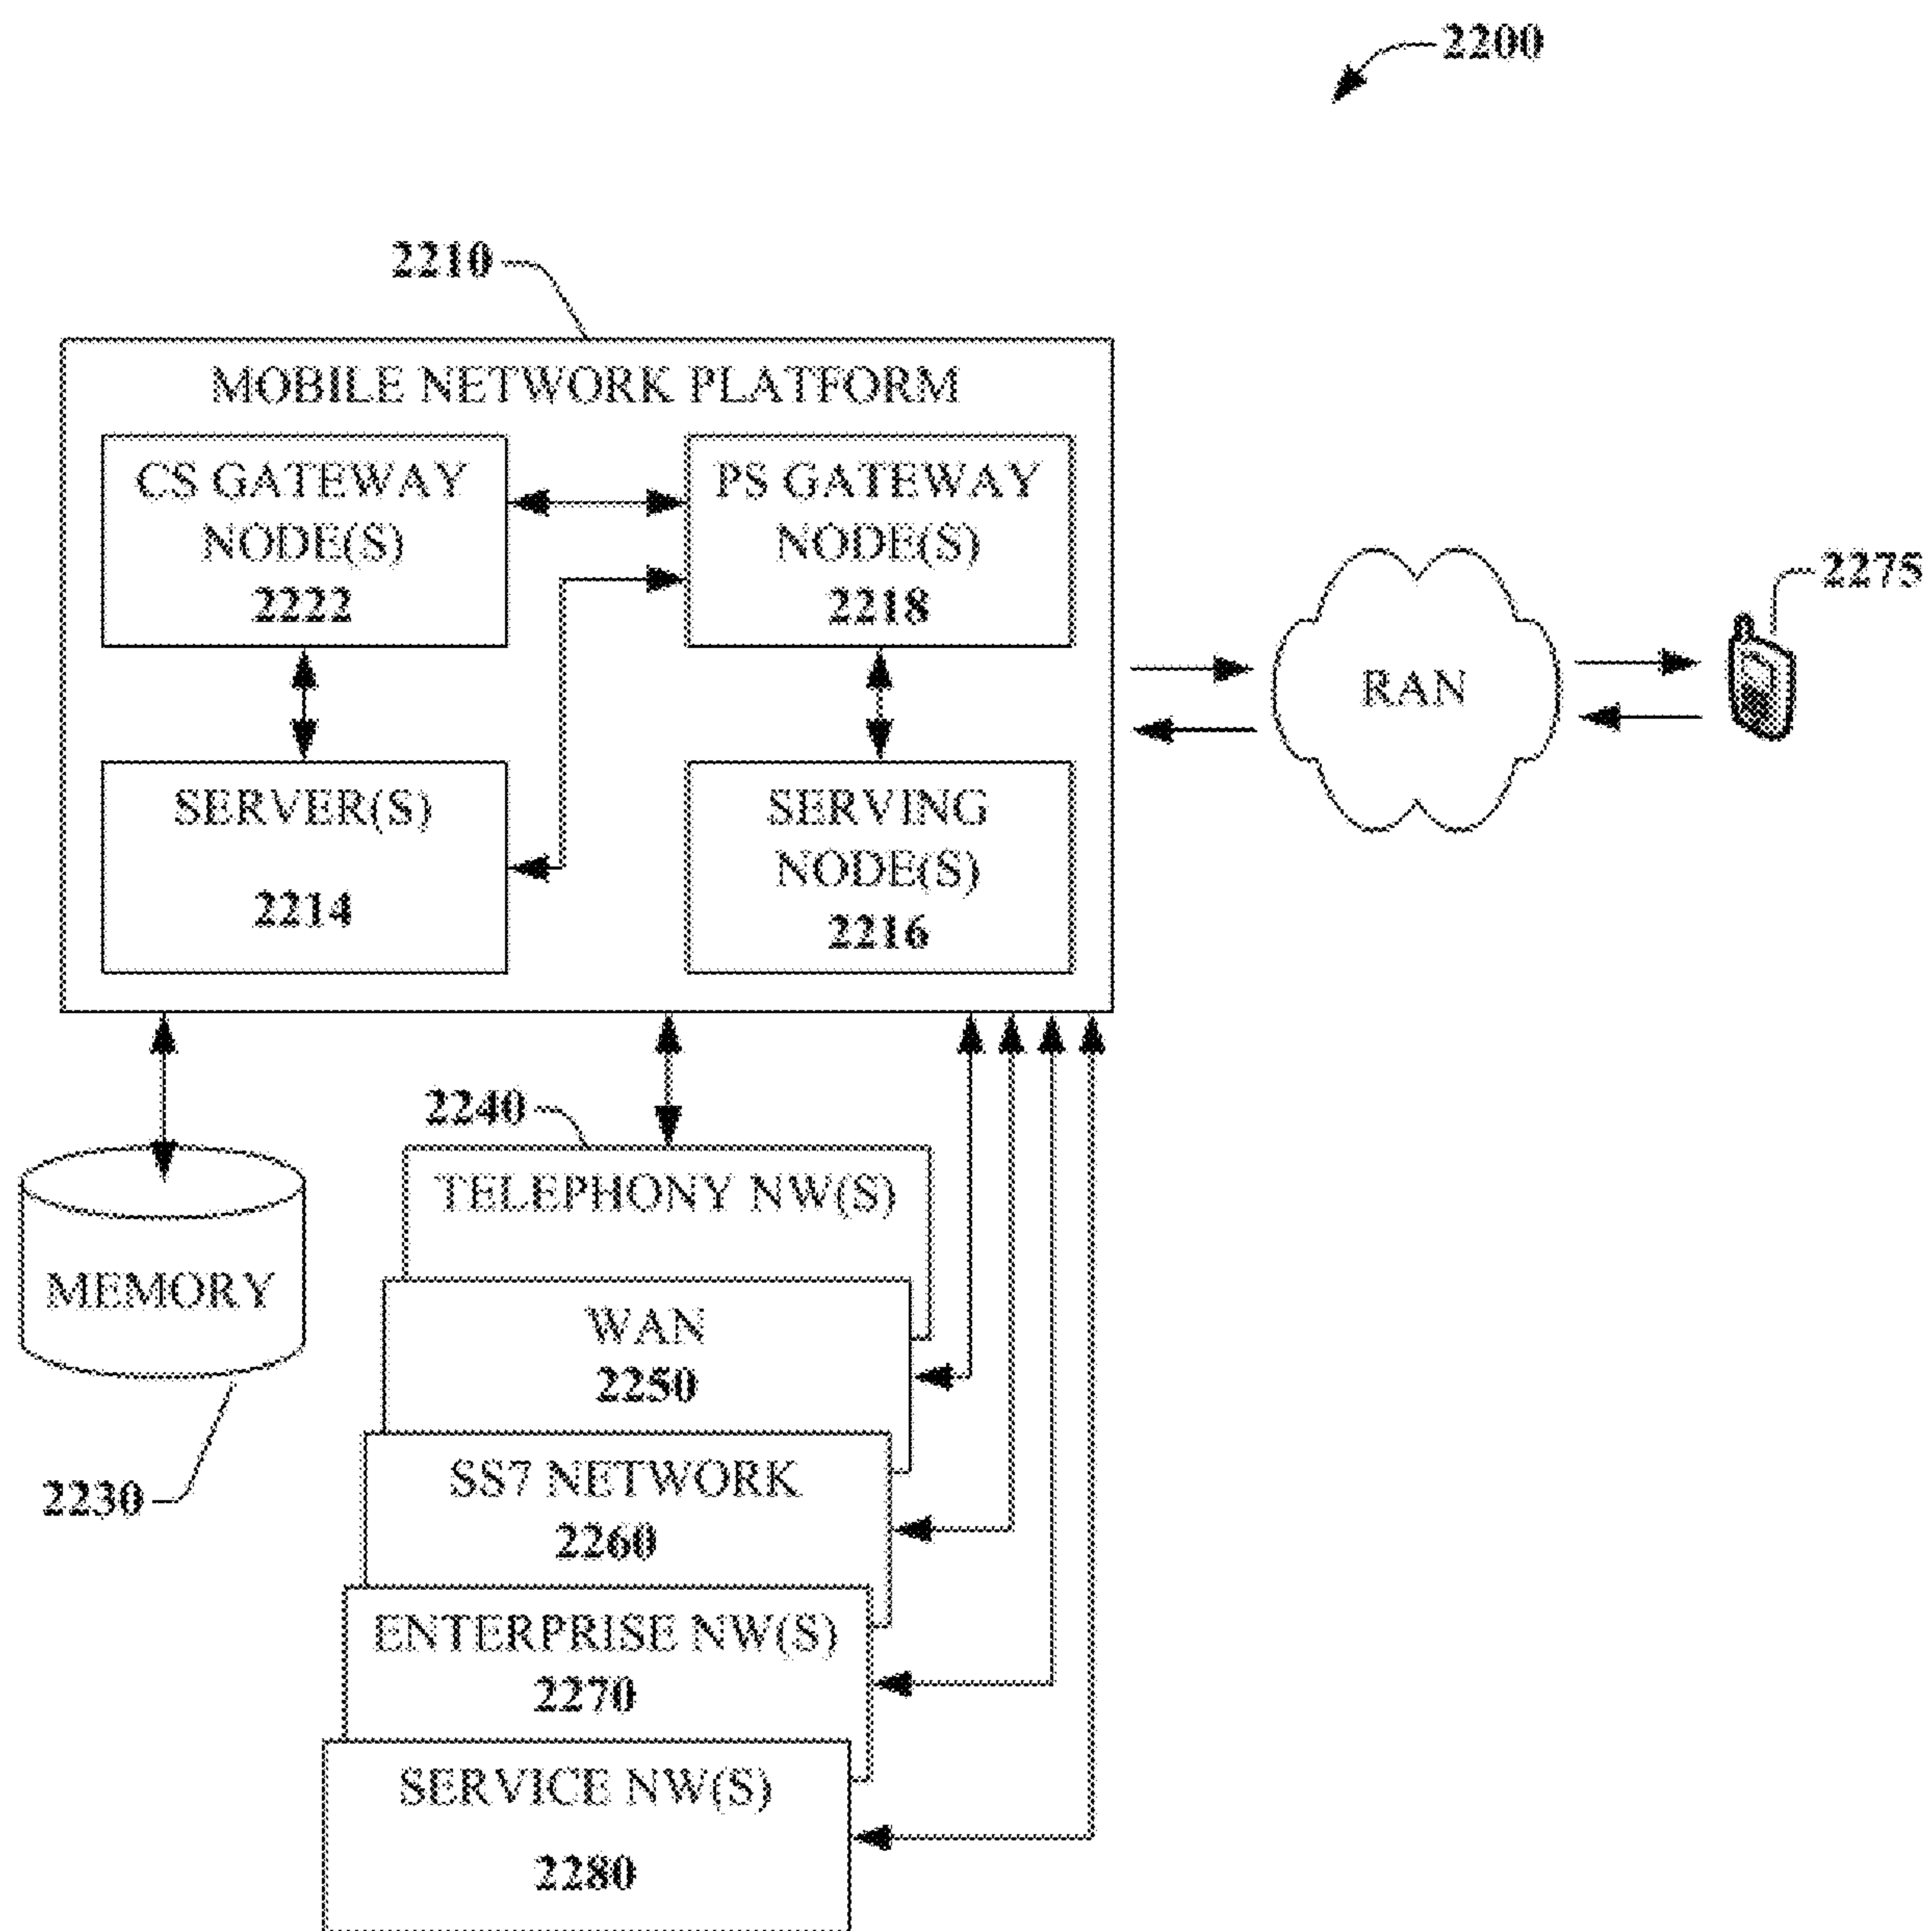 2200
2210
MOBILE NETWORK PLATFORM
CS GATEWAY
NODE(S)
2222
PS GATEWAY
NODE(S)
2218
SERVER(S)
2214
SERVING
NODE(S)
2216
RAN
2275
2240
TELEPHONY NW(S)
MEMORY
2230
WAN
2250
SS7 NETWORK
2260
ENTERPRISE NW(S)
2270
SERVICE NW(S)
2280